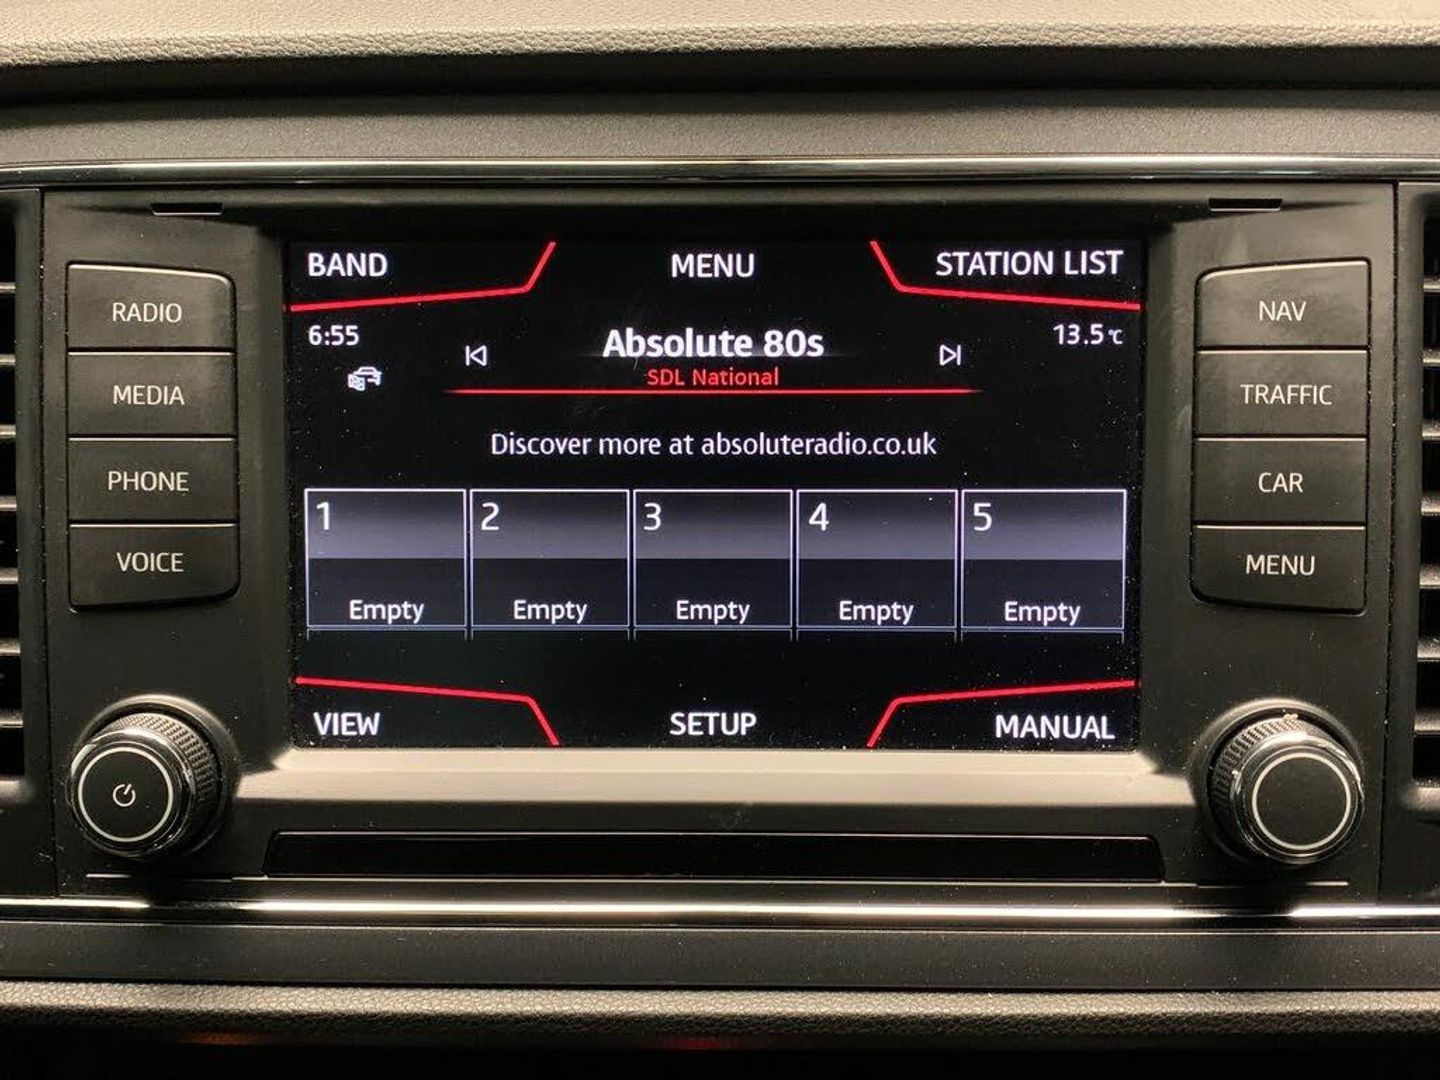 BAND MENU STATION LIST
6:55 Absolute 80s 13.5°C
SDL National
Discover more at absoluteradio.co.uk
1 2 3 4 5
Empty Empty Empty Empty Empty
VIEW SETUP MANUAL
RADIO
MEDIA
PHONE
VOICE
NAV
TRAFFIC
CAR
MENU